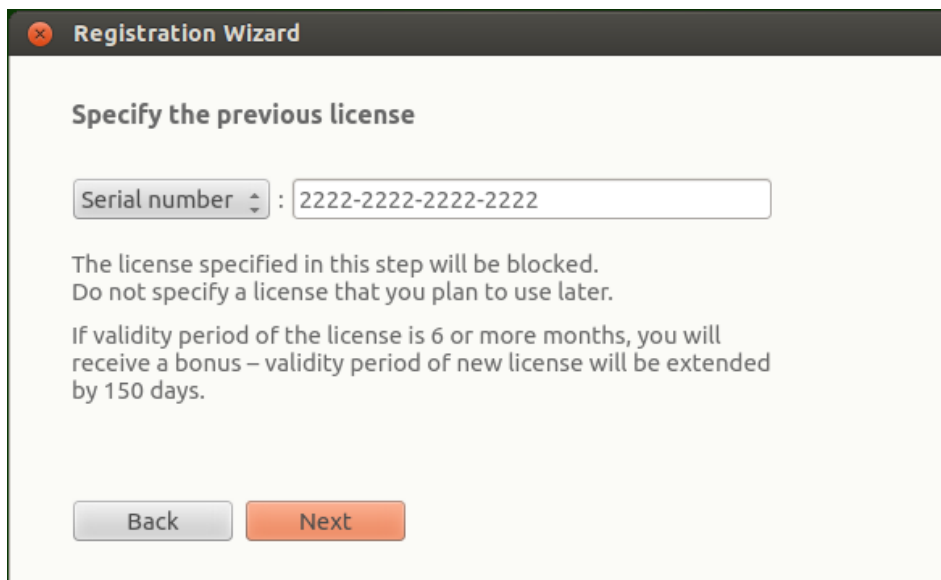 Registration Wizard
Specify the previous license
Serial number : 2222-2222-2222-2222
The license specified in this step will be blocked.
Do not specify a license that you plan to use later.
If validity period of the license is 6 or more months, you will
receive a bonus – validity period of new license will be extended
by 150 days.
Back Next